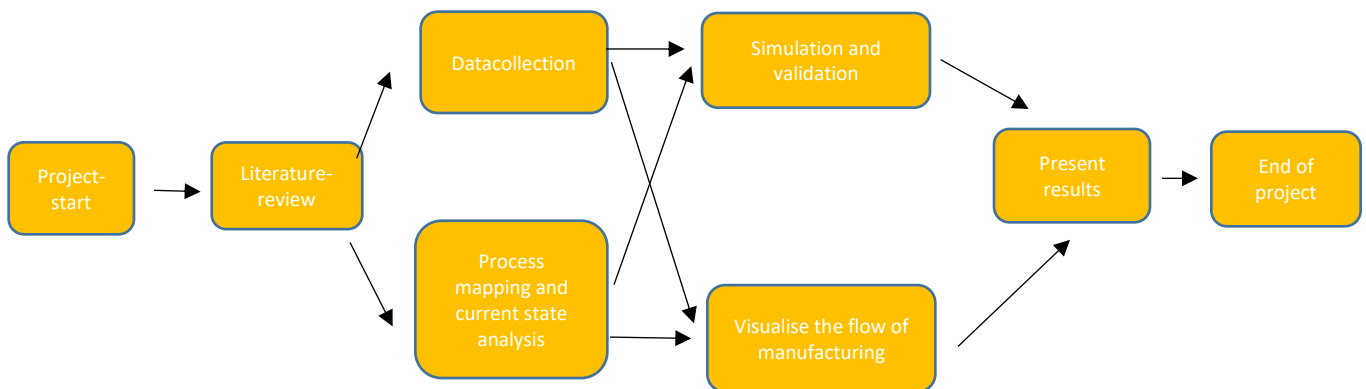 Project-
start
Literature-
review
Datacollection
Process
mapping and
current state
analysis
Simulation and
validation
Visualise the flow of
manufacturing
Present
results
End of
project